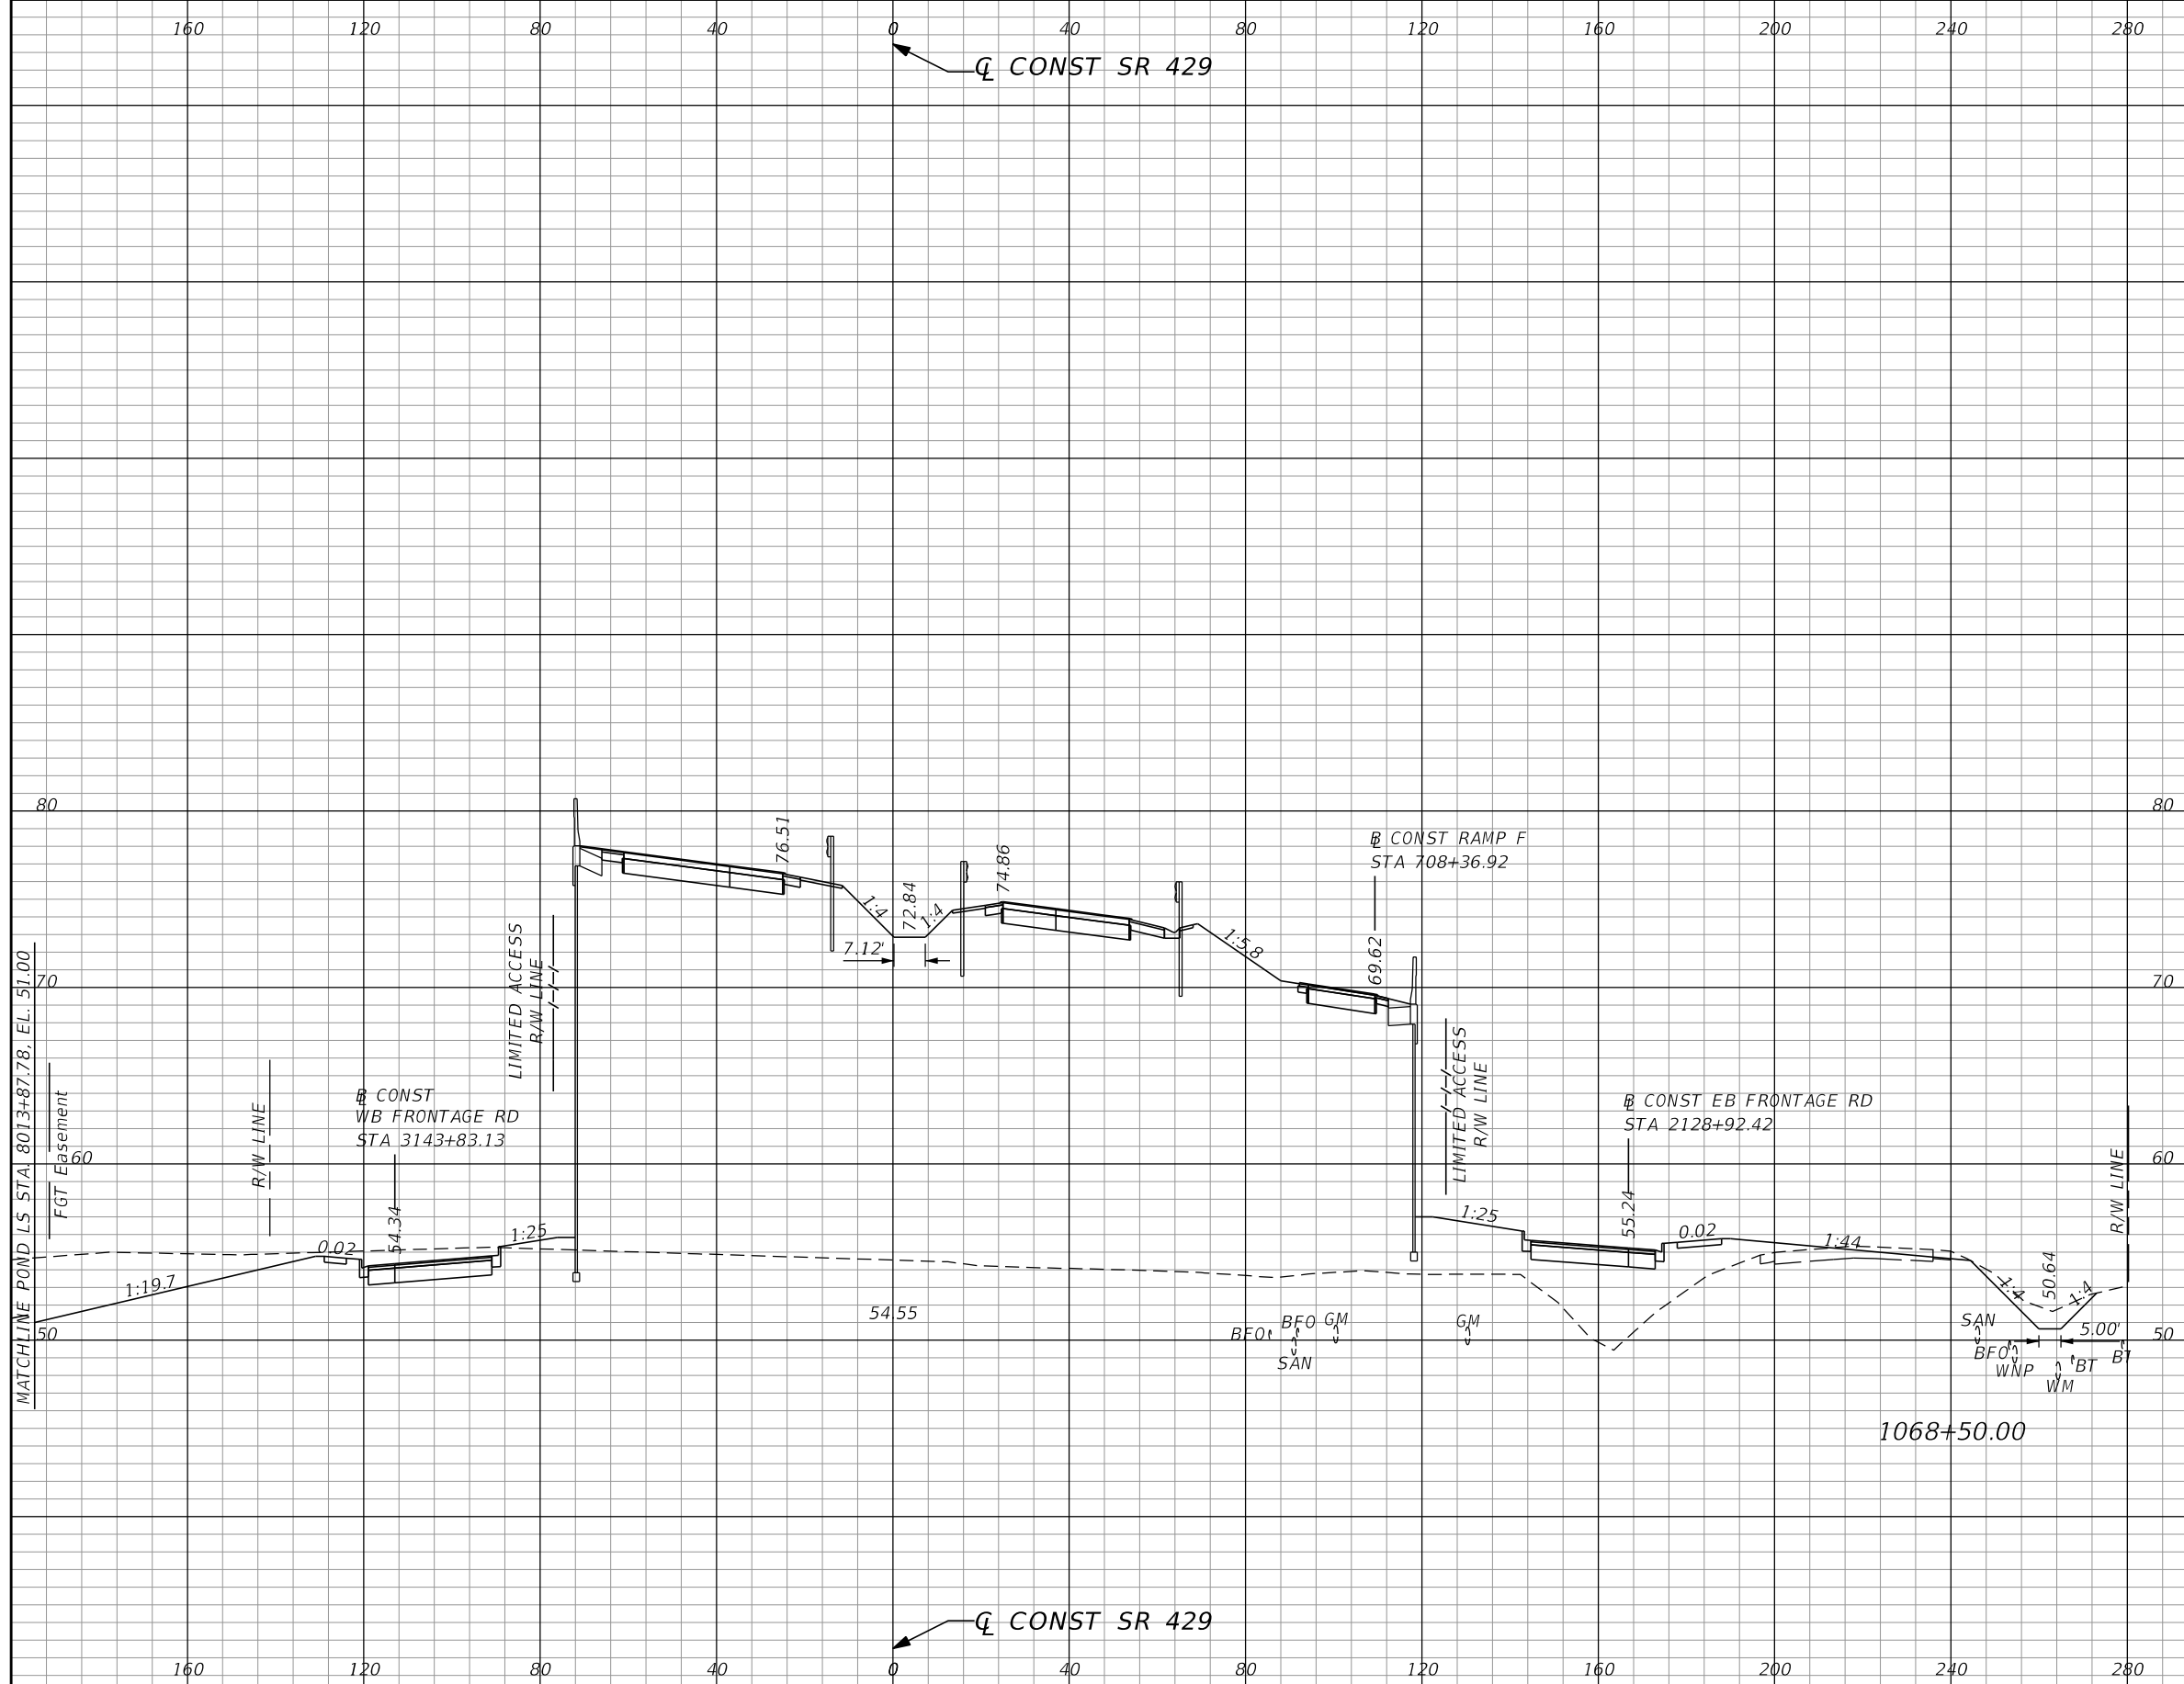 160 120 80 40 0 40 80 120 160 200 240 280
CL CONST SR 429
80 80
76.51
74.86
72.84
1:4
1:4
7.12'
BL CONST RAMP F
STA 708+36.92
1:5.8
69.62
70 70
LIMITED ACCESS
R/W LINE
MATCHLINE POND LS STA. 8013+87.78, EL. 51.00
FGT Easement
R/W LINE
BL CONST
WB FRONTAGE RD
STA 3143+83.13
LIMITED ACCESS
R/W LINE
BL CONST EB FRONTAGE RD
STA 2128+92.42
R/W LINE
60 60
54.34
0.02
1:25
1:19.7
1:25
55.24
0.02
1:44
1:4
50.64
1:4
5.00'
54.55
50 50
BFO
BFO
GM
SAN
GM
SAN
BFO
WNP
WM
BT
BT
1068+50.00
CL CONST SR 429
160 120 80 40 0 40 80 120 160 200 240 280